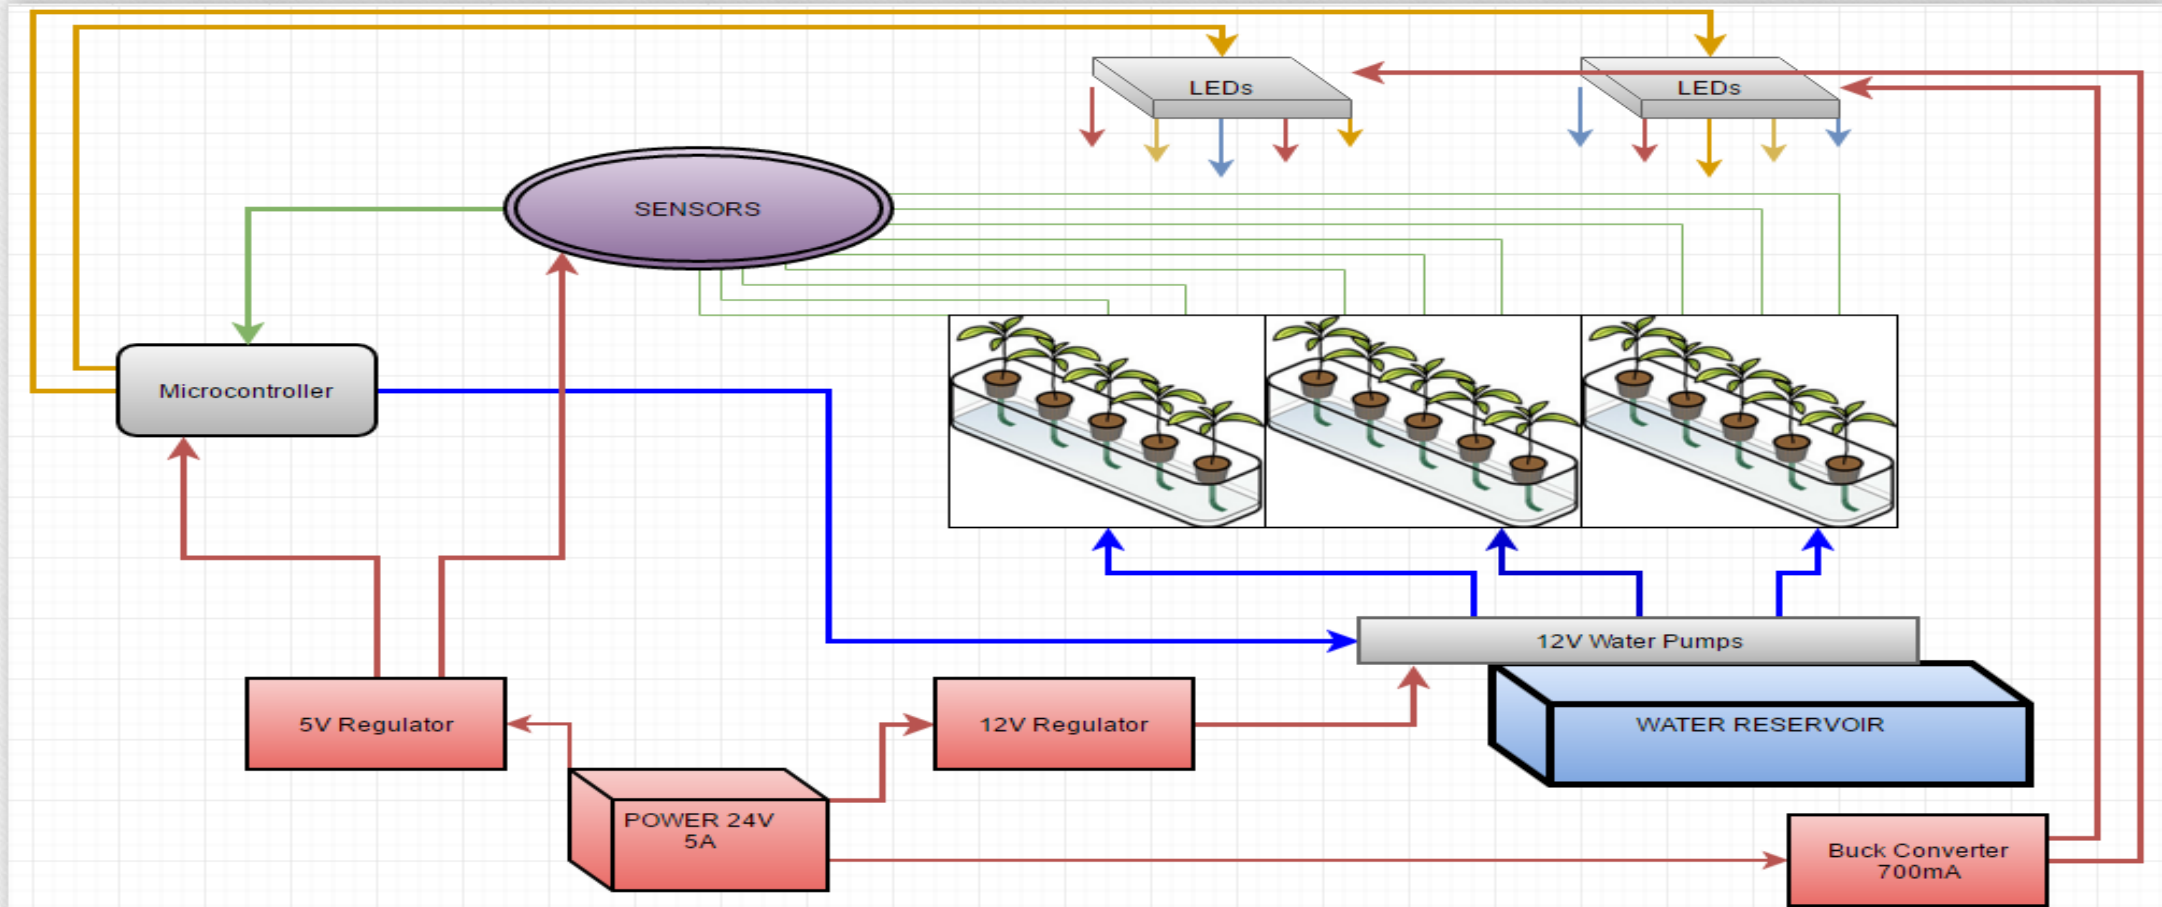 LEDs
LEDs
SENSORS
Microcontroller
12V Water Pumps
5V Regulator
12V Regulator
WATER RESERVOIR
POWER 24V
5A
Buck Converter
700mA